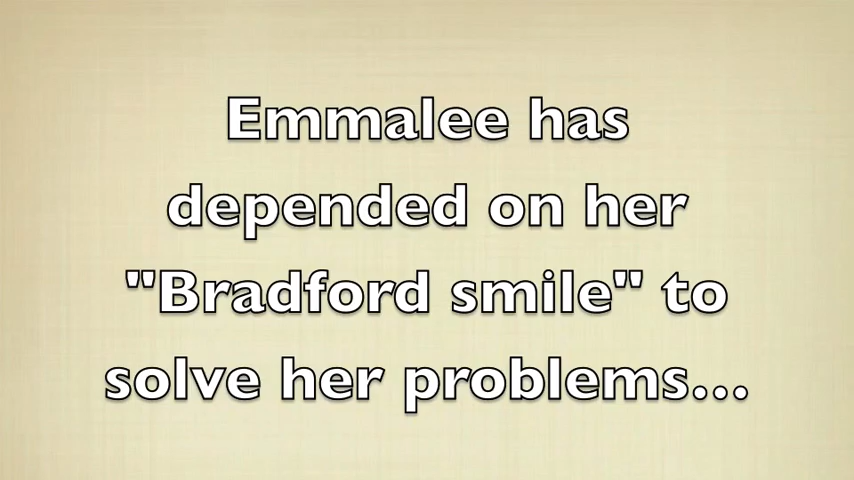 Emmalee has
depended on her
"Bradford smile" to
solve her problems...